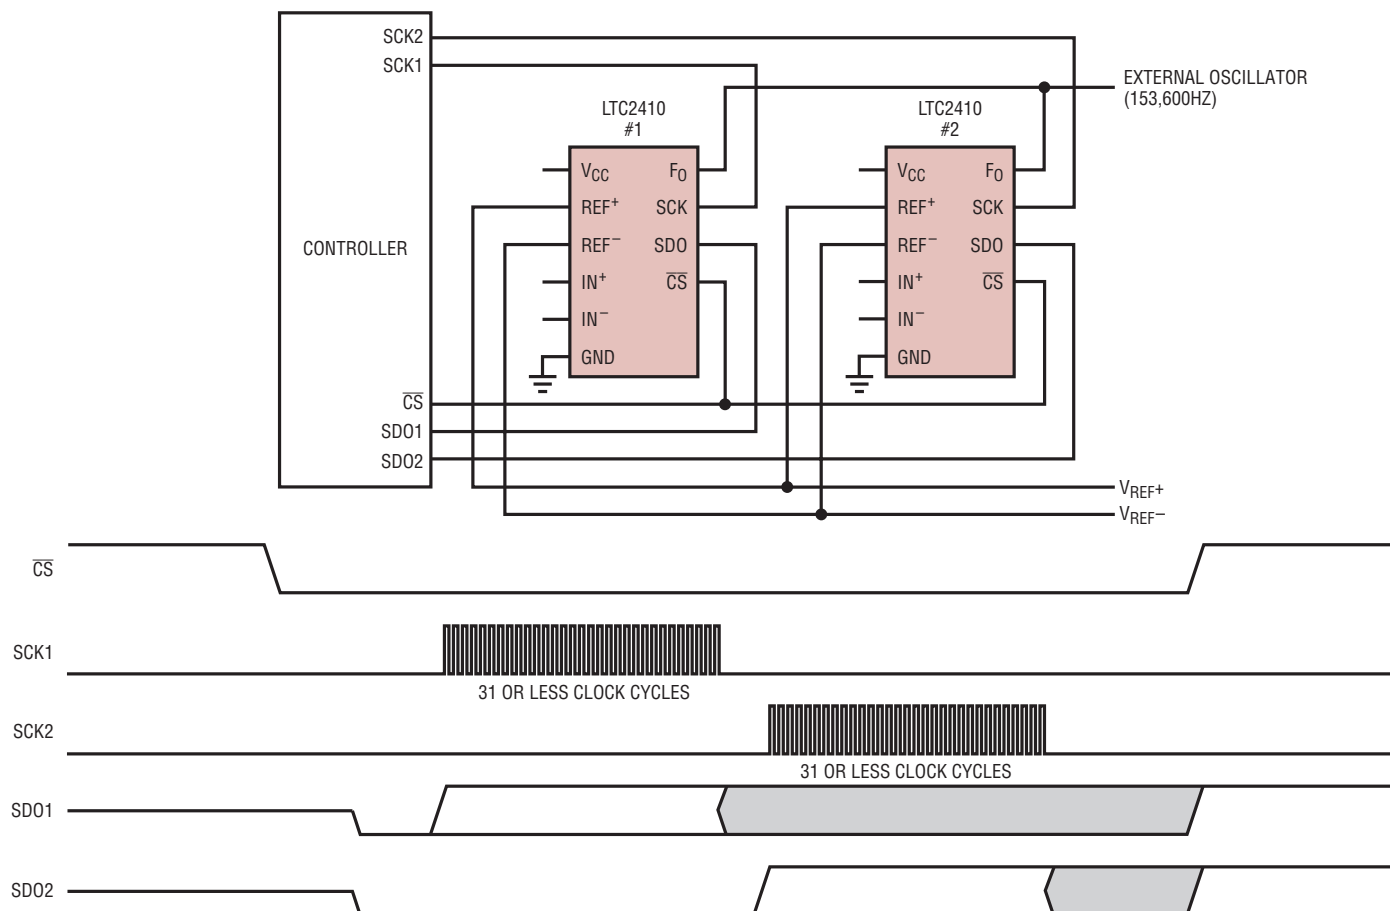 SCK2
SCK1
EXTERNAL OSCILLATOR
(153,600HZ)
LTC2410
#1
LTC2410
#2
CONTROLLER
VCC
FO
REF+
SCK
REF−
SDO
IN+
CS
IN−
GND
VCC
FO
REF+
SCK
REF−
SDO
IN+
CS
IN−
GND
CS
SDO1
SDO2
VREF+
VREF−
CS
SCK1
31 OR LESS CLOCK CYCLES
SCK2
31 OR LESS CLOCK CYCLES
SDO1
SDO2